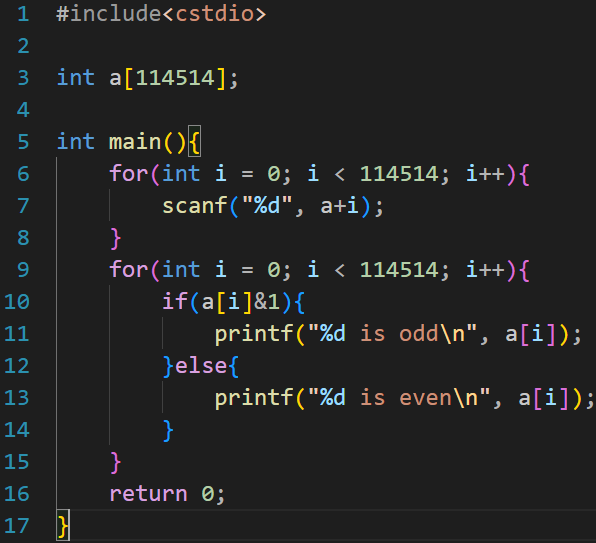 1 #include<cstdio>
2
3 int a[114514];
4
5 int main(){
6     for(int i = 0; i < 114514; i++){
7         scanf("%d", a+i);
8     }
9     for(int i = 0; i < 114514; i++){
10         if(a[i]&1){
11             printf("%d is odd\n", a[i]);
12         }else{
13             printf("%d is even\n", a[i]);
14         }
15     }
16     return 0;
17 }